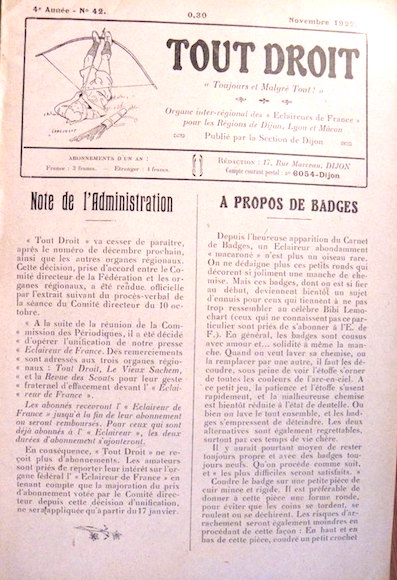 4e Année - No 42.
0,30
Novembre 192
TOUT DROIT
« Toujours et Malgré Tout ! »
Organe inter-régional des « Eclaireurs de France »
pour les Régions de Dijon, Lyon et Mâcon
Publié par la Section de Dijon
ABONNEMENTS D'UN AN :
France : 3 francs. — Etranger : 4 francs.
RÉDACTION : 17, Rue Marceau, DIJON
Compte courant postal : no 6054-Dijon
Note de l'Administration
« Tout Droit » va cesser de paraître,
après le numéro de décembre prochain,
ainsi que les autres organes régionaux.
Cette décision, prise d'accord entre le Co-
mité directeur de la Fédération et les or-
ganes régionaux, a été rendue officielle
par l'extrait suivant du procès-verbal de
la séance du Comité directeur du 10 oc-
tobre.
« A la suite de la réunion de la Com-
mission des Périodiques, il a été décidé
d'opérer l'unification de notre presse
« Eclaireur de France. Des remerciements
sont adressés aux trois organes régio-
naux : Tout Droit, Le Vieux Sachem,
et la Revue des Scouts pour leur geste
« fraternel d'effacement devant l' « Eclai-
reur de France ».
Les abonnés recevront l' « Eclaireur de
France » jusqu'à la fin de leur abonnement
ou seront remboursés. Pour ceux qui sont
déjà abonnés à l' « Eclaireur », les deux
durées d'abonnement s'ajouteront.
En conséquence, « Tout Droit » ne re-
çoit plus d'abonnements. Les amateurs
sont priés de reporter leur intérêt sur l'or-
gane fédéral l' « Eclaireur de France » en
tenant compte que la majoration du prix
d'abonnement votée par le Comité direc-
teur depuis cette décision d'unification,
ne sera appliquée qu'à partir du 17 janvier.
A PROPOS DE BADGES
Depuis l'heureuse apparition du Carnet
de Badges, un Eclaireur abondamment
« macaroné » n'est plus un oiseau rare.
On ne dédaigne plus ces petits ronds qui
décorent si joliment une manche de che-
mise. Mais ces badges, dont on est si fier
au début, deviennent bientôt un sujet
d'ennuis pour ceux qui tiennent à ne pas
trop ressembler au célèbre Bibi Lemo-
chart (ceux qui ne connaissent pas ce par-
ticulier sont priés de s'abonner à l'E. de
F.). En général, les badges sont cousus
avec amour et... solidité à même la man-
che. Quand on veut laver sa chemise, ou
la remplacer par une autre, il faut les dé-
coudre, sous peine de voir l'étoffe s'orner
de toutes les couleurs de l'arc-en-ciel. A
ce petit jeu, la patience et l'étoffe s'usent
rapidement, et la malheureuse chemise
est bientôt réduite à l'état de dentelle. Ou
bien on lave le tout ensemble, et les bad-
ges s'empressent de déteindre. Les deux
alternatives sont également regrettables,
surtout par ces temps de vie chère.
Il y aurait pourtant moyen de rester
toujours propre et avec des badges tou-
jours neufs. Qu'on procède comme suit,
et « les plus difficiles seront satisfaits. »
Coudre le badge sur une petite pièce de
cuir mince et rigide. Il est préférable de
donner à cette pièce une forme ronde,
pour éviter que les coins se tordent, se
roulent ou se déchirent. Les risques d'ar-
rachement seront également moindres en
procédant de cette façon : En haut et en
bas de cette pièce, coudre un petit crochet